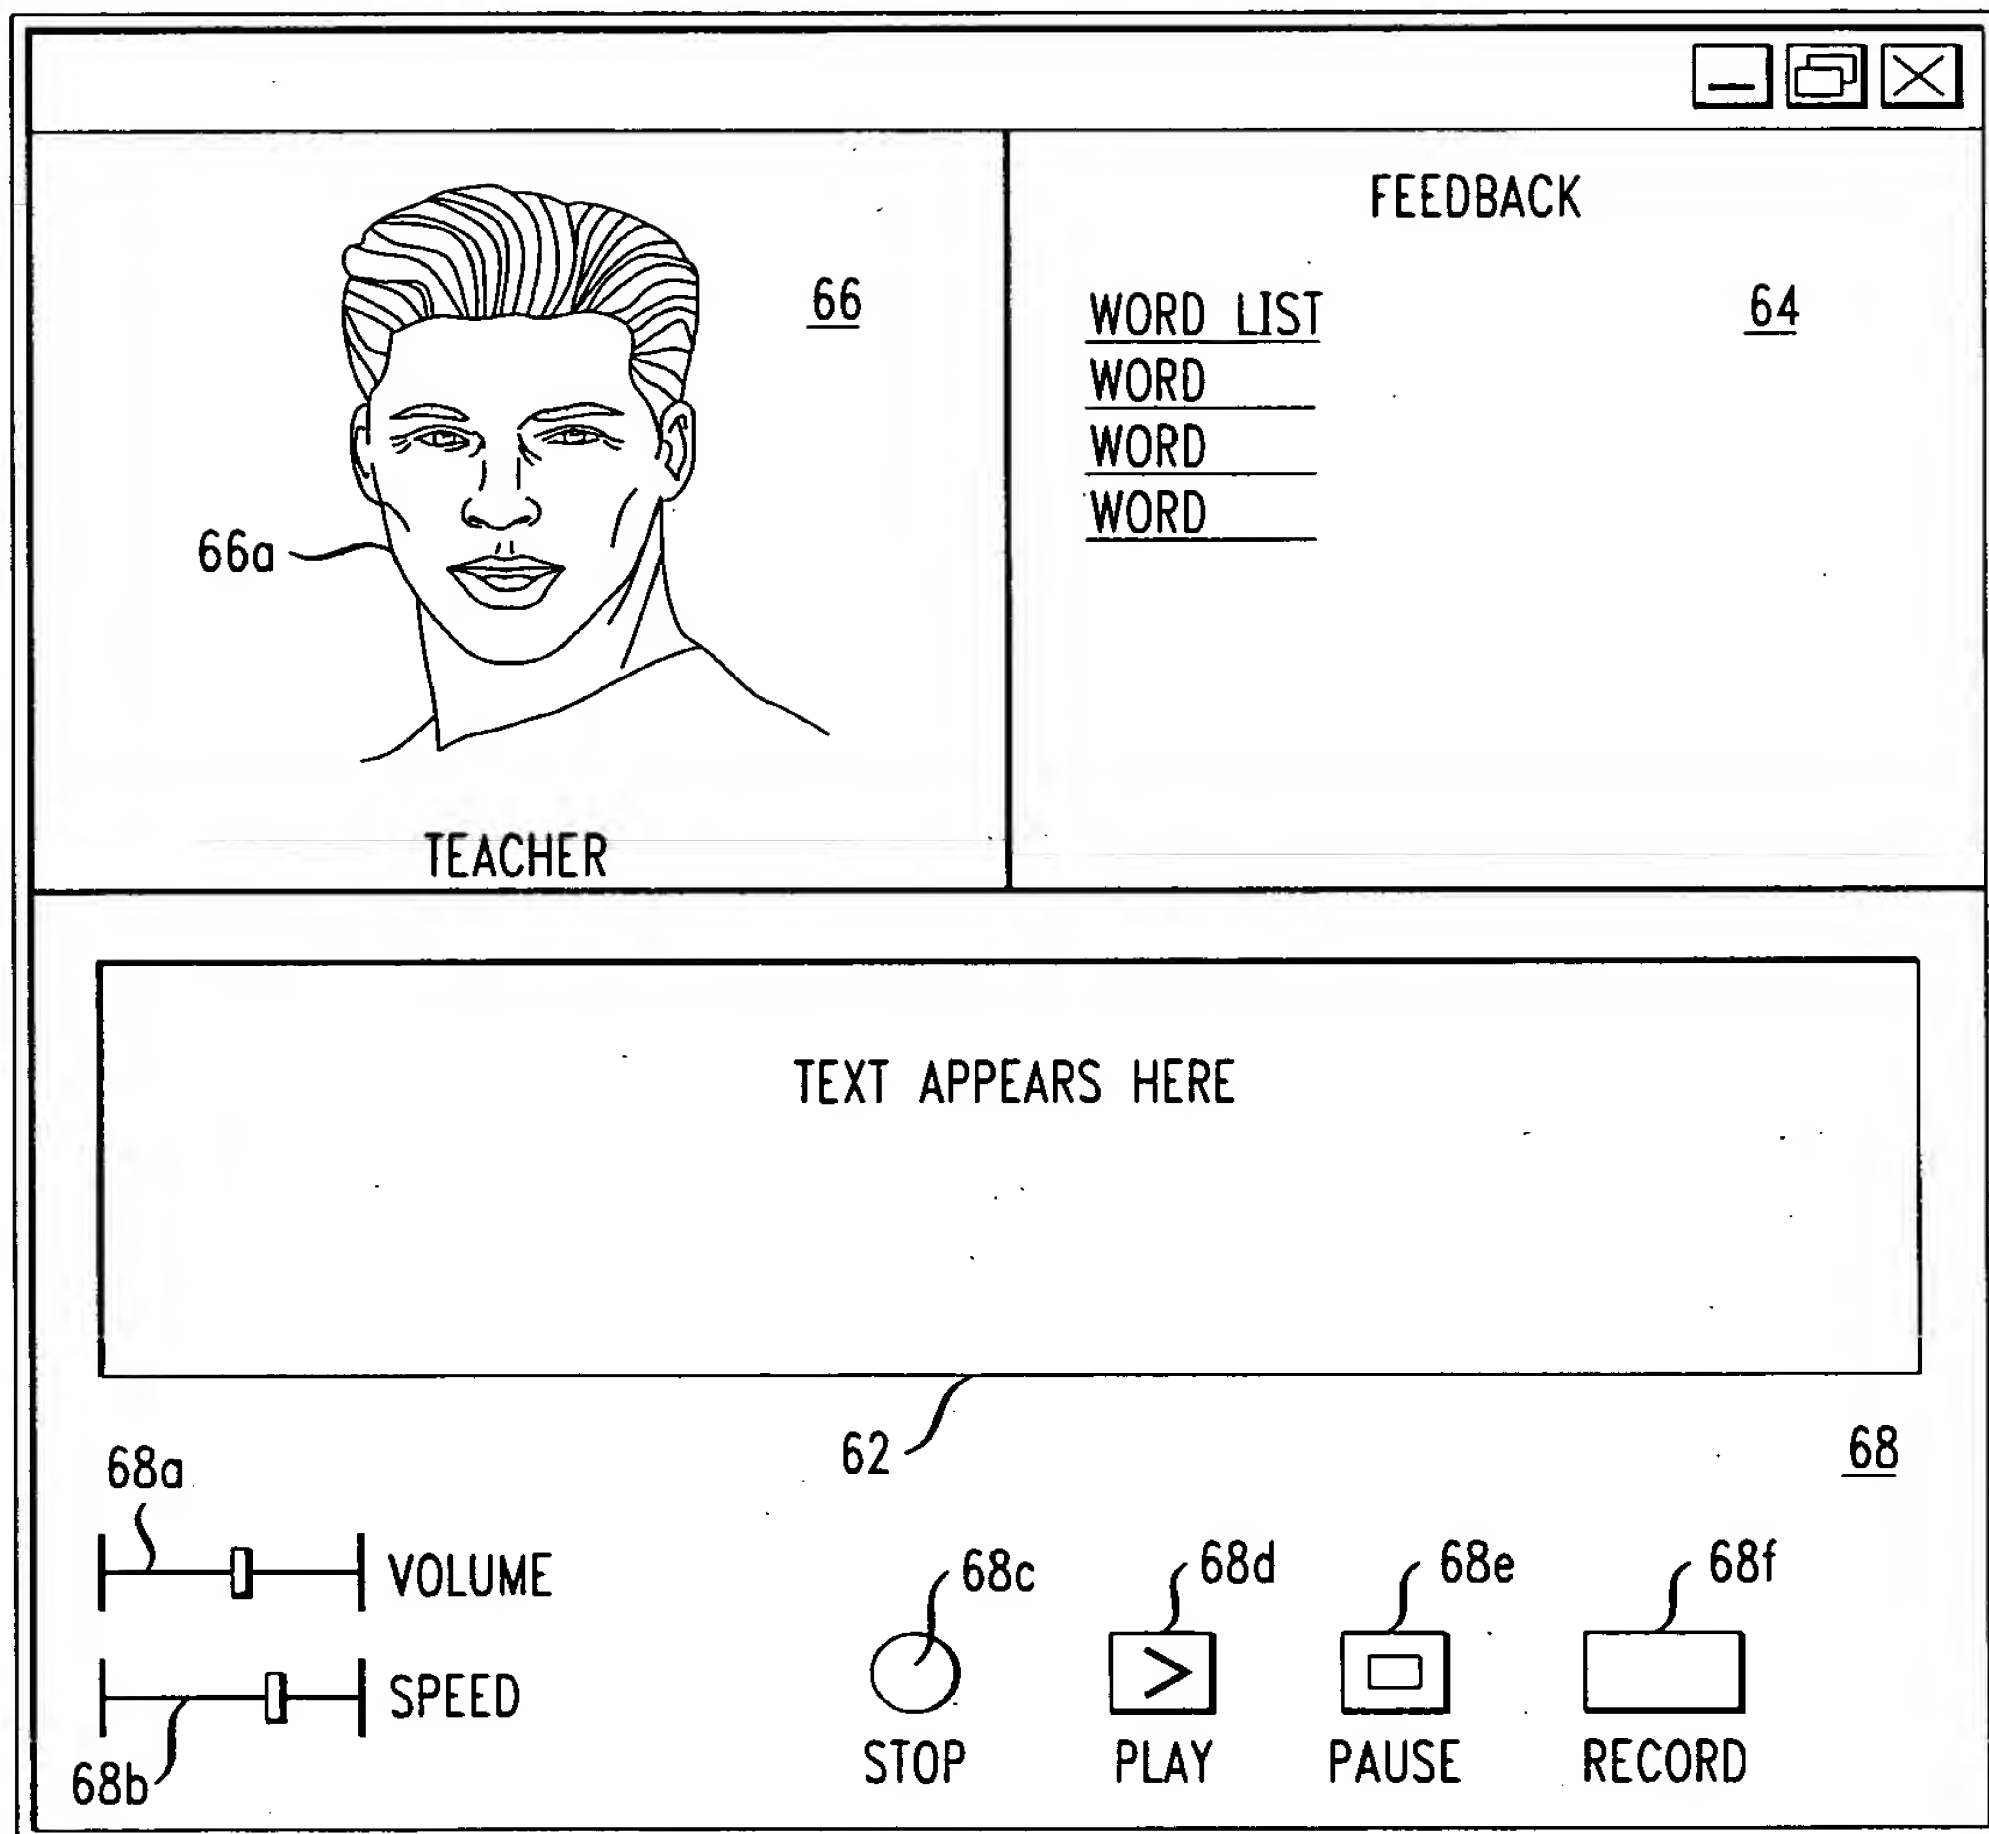 66
66a
TEACHER
FEEDBACK
64
WORD LIST
WORD
WORD
WORD
TEXT APPEARS HERE
62
68
68a
VOLUME
68b
SPEED
68c
STOP
68d
PLAY
68e
PAUSE
68f
RECORD